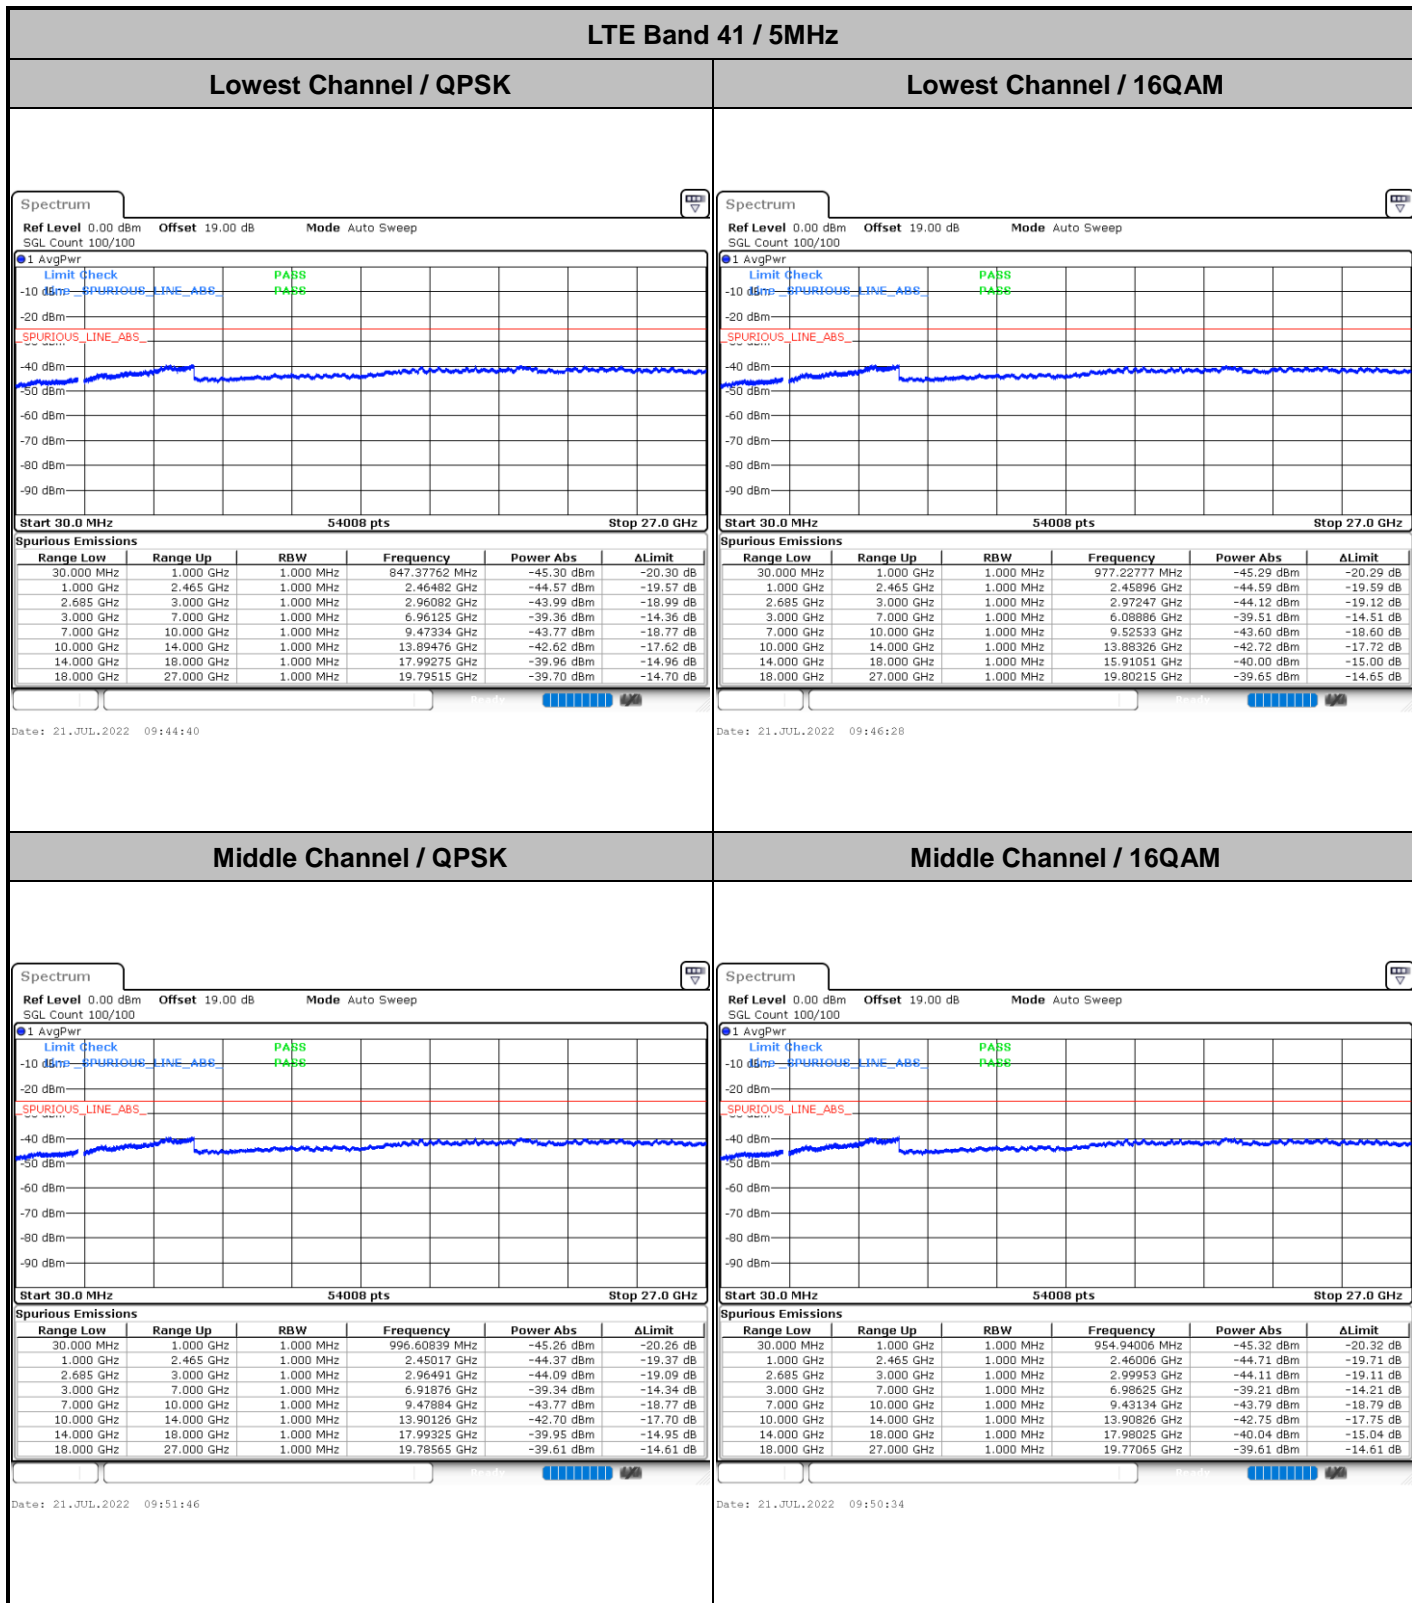 LTE Band 41 / 5MHz
Lowest Channel / QPSK
Spectrum
Ref Level 0.00 dBm Offset 19.00 dB Mode Auto Sweep
SGL Count 100/100
1 AvgPwr
Limit Check PASS
-10 dBm Line _SPURIOUS_LINE_ABS_ PASS
-20 dBm
_SPURIOUS_LINE_ABS_
-40 dBm
-50 dBm
-60 dBm
-70 dBm
-80 dBm
-90 dBm
Start 30.0 MHz 54008 pts Stop 27.0 GHz
Spurious Emissions
Range Low Range Up RBW Frequency Power Abs ΔLimit
30.000 MHz 1.000 GHz 1.000 MHz 847.37762 MHz -45.30 dBm -20.30 dB
1.000 GHz 2.465 GHz 1.000 MHz 2.46482 GHz -44.57 dBm -19.57 dB
2.685 GHz 3.000 GHz 1.000 MHz 2.96082 GHz -43.99 dBm -18.99 dB
3.000 GHz 7.000 GHz 1.000 MHz 6.96125 GHz -39.36 dBm -14.36 dB
7.000 GHz 10.000 GHz 1.000 MHz 9.47334 GHz -43.77 dBm -18.77 dB
10.000 GHz 14.000 GHz 1.000 MHz 13.89476 GHz -42.62 dBm -17.62 dB
14.000 GHz 18.000 GHz 1.000 MHz 17.99275 GHz -39.96 dBm -14.96 dB
18.000 GHz 27.000 GHz 1.000 MHz 19.79515 GHz -39.70 dBm -14.70 dB
Ready
Date: 21.JUL.2022 09:44:40
Lowest Channel / 16QAM
Spectrum
Ref Level 0.00 dBm Offset 19.00 dB Mode Auto Sweep
SGL Count 100/100
1 AvgPwr
Limit Check PASS
-10 dBm Line _SPURIOUS_LINE_ABS_ PASS
-20 dBm
_SPURIOUS_LINE_ABS_
-40 dBm
-50 dBm
-60 dBm
-70 dBm
-80 dBm
-90 dBm
Start 30.0 MHz 54008 pts Stop 27.0 GHz
Spurious Emissions
Range Low Range Up RBW Frequency Power Abs ΔLimit
30.000 MHz 1.000 GHz 1.000 MHz 977.22777 MHz -45.29 dBm -20.29 dB
1.000 GHz 2.465 GHz 1.000 MHz 2.45896 GHz -44.59 dBm -19.59 dB
2.685 GHz 3.000 GHz 1.000 MHz 2.97247 GHz -44.12 dBm -19.12 dB
3.000 GHz 7.000 GHz 1.000 MHz 6.08886 GHz -39.51 dBm -14.51 dB
7.000 GHz 10.000 GHz 1.000 MHz 9.52533 GHz -43.60 dBm -18.60 dB
10.000 GHz 14.000 GHz 1.000 MHz 13.88326 GHz -42.72 dBm -17.72 dB
14.000 GHz 18.000 GHz 1.000 MHz 15.91051 GHz -40.00 dBm -15.00 dB
18.000 GHz 27.000 GHz 1.000 MHz 19.80215 GHz -39.65 dBm -14.65 dB
Ready
Date: 21.JUL.2022 09:46:28
Middle Channel / QPSK
Spectrum
Ref Level 0.00 dBm Offset 19.00 dB Mode Auto Sweep
SGL Count 100/100
1 AvgPwr
Limit Check PASS
-10 dBm Line _SPURIOUS_LINE_ABS_ PASS
-20 dBm
_SPURIOUS_LINE_ABS_
-40 dBm
-50 dBm
-60 dBm
-70 dBm
-80 dBm
-90 dBm
Start 30.0 MHz 54008 pts Stop 27.0 GHz
Spurious Emissions
Range Low Range Up RBW Frequency Power Abs ΔLimit
30.000 MHz 1.000 GHz 1.000 MHz 996.60839 MHz -45.26 dBm -20.26 dB
1.000 GHz 2.465 GHz 1.000 MHz 2.45017 GHz -44.37 dBm -19.37 dB
2.685 GHz 3.000 GHz 1.000 MHz 2.96491 GHz -44.09 dBm -19.09 dB
3.000 GHz 7.000 GHz 1.000 MHz 6.91876 GHz -39.34 dBm -14.34 dB
7.000 GHz 10.000 GHz 1.000 MHz 9.47884 GHz -43.77 dBm -18.77 dB
10.000 GHz 14.000 GHz 1.000 MHz 13.90126 GHz -42.70 dBm -17.70 dB
14.000 GHz 18.000 GHz 1.000 MHz 17.99325 GHz -39.95 dBm -14.95 dB
18.000 GHz 27.000 GHz 1.000 MHz 19.78565 GHz -39.61 dBm -14.61 dB
Ready
Date: 21.JUL.2022 09:51:46
Middle Channel / 16QAM
Spectrum
Ref Level 0.00 dBm Offset 19.00 dB Mode Auto Sweep
SGL Count 100/100
1 AvgPwr
Limit Check PASS
-10 dBm Line _SPURIOUS_LINE_ABS_ PASS
-20 dBm
_SPURIOUS_LINE_ABS_
-40 dBm
-50 dBm
-60 dBm
-70 dBm
-80 dBm
-90 dBm
Start 30.0 MHz 54008 pts Stop 27.0 GHz
Spurious Emissions
Range Low Range Up RBW Frequency Power Abs ΔLimit
30.000 MHz 1.000 GHz 1.000 MHz 954.94006 MHz -45.32 dBm -20.32 dB
1.000 GHz 2.465 GHz 1.000 MHz 2.46006 GHz -44.71 dBm -19.71 dB
2.685 GHz 3.000 GHz 1.000 MHz 2.99953 GHz -44.11 dBm -19.11 dB
3.000 GHz 7.000 GHz 1.000 MHz 6.98625 GHz -39.21 dBm -14.21 dB
7.000 GHz 10.000 GHz 1.000 MHz 9.43134 GHz -43.79 dBm -18.79 dB
10.000 GHz 14.000 GHz 1.000 MHz 13.90826 GHz -42.75 dBm -17.75 dB
14.000 GHz 18.000 GHz 1.000 MHz 17.98025 GHz -40.04 dBm -15.04 dB
18.000 GHz 27.000 GHz 1.000 MHz 19.77065 GHz -39.61 dBm -14.61 dB
Ready
Date: 21.JUL.2022 09:50:34